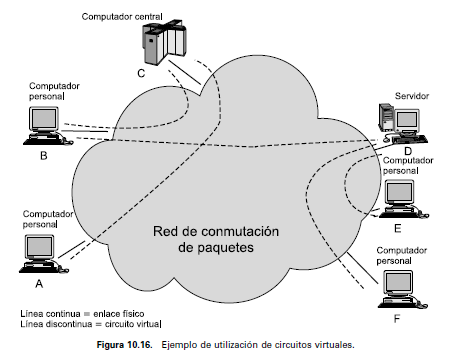 Computador central
C
Computador
personal
B
Servidor
D
Computador
personal
E
Computador
personal
A
Red de conmutación
de paquetes
Computador
personal
F
Línea continua = enlace físico
Línea discontinua = circuito virtual
Figura 10.16. Ejemplo de utilización de circuitos virtuales.